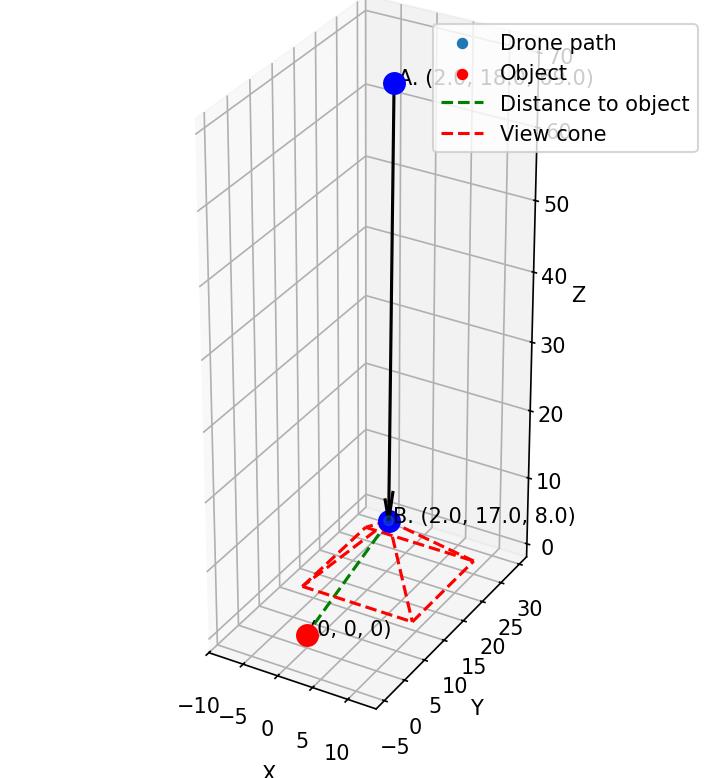 Drone path
Object
Distance to object
View cone
A. (2.0, 18.0, 69.0)
70
60
50
40
Z
30
20
10
B. (2.0, 17.0, 8.0)
0
0, 0, 0)
30
25
20
15
10
Y
5
0
−5
−10
−5
0
5
10
X